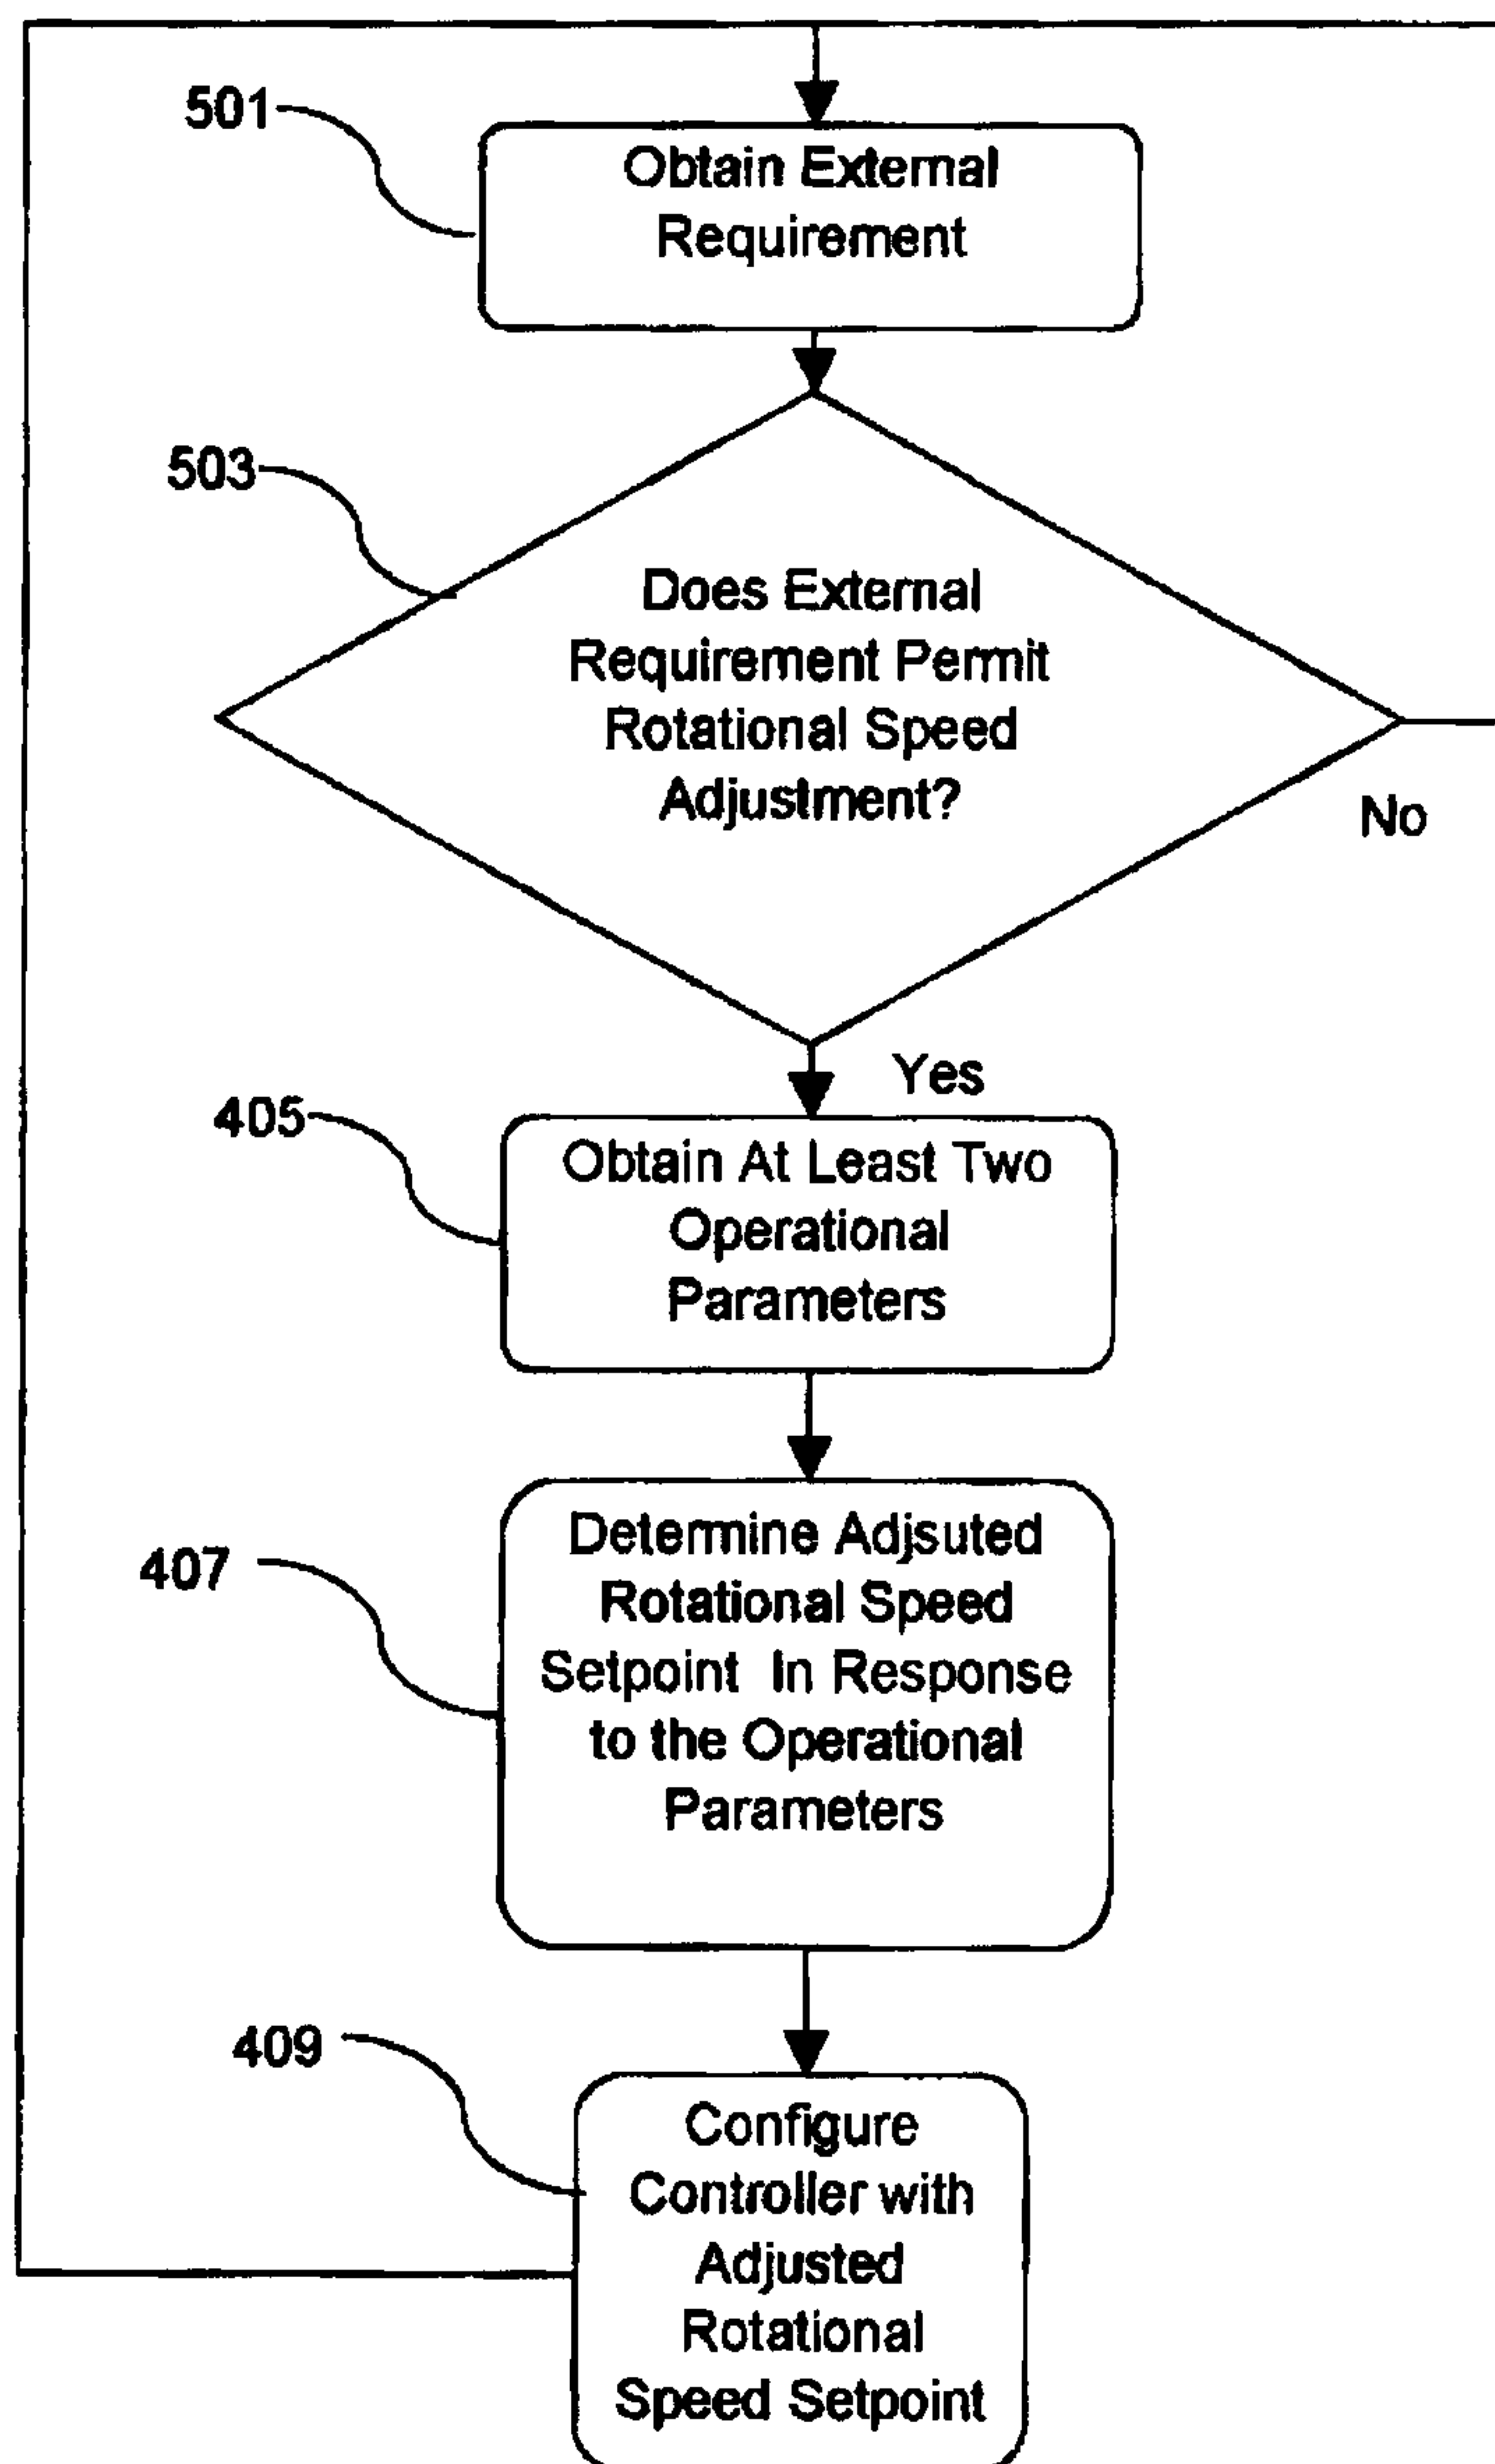 501
Obtain External
Requirement
503
Does External
Requirement Permit
Rotational Speed
Adjustment?
No
Yes
405
Obtain At Least Two
Operational
Parameters
407
Determine Adjsuted
Rotational Speed
Setpoint In Response
to the Operational
Parameters
409
Configure
Controller with
Adjusted
Rotational
Speed Setpoint